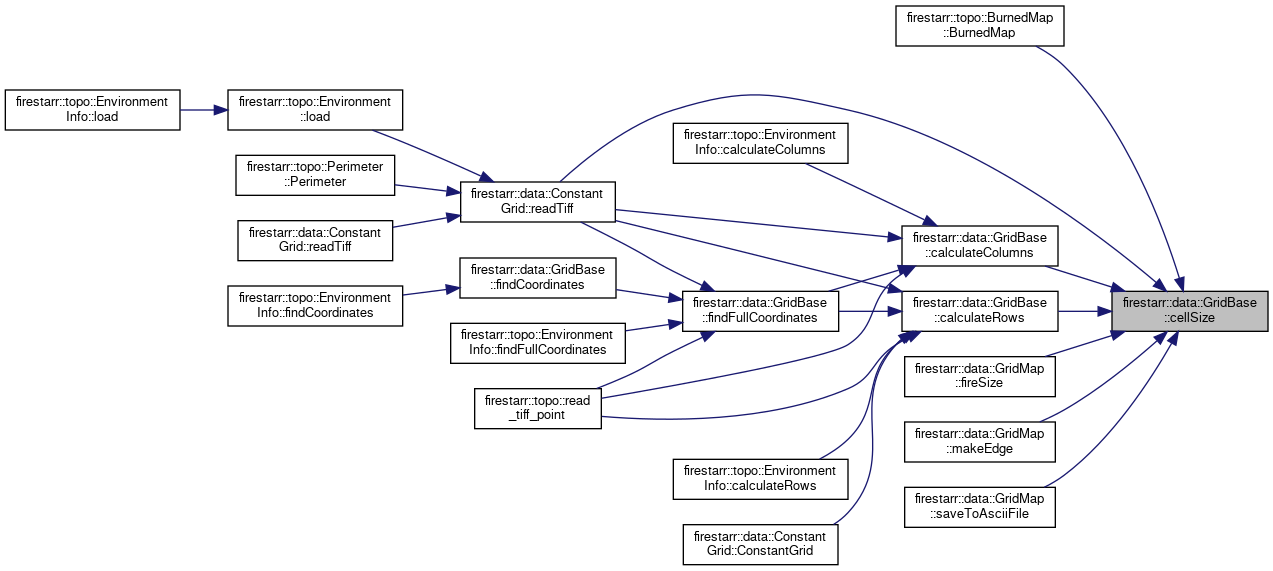 firestarr::topo::BurnedMap
::BurnedMap
firestarr::topo::Environment
Info::load
firestarr::topo::Environment
::load
firestarr::topo::Environment
Info::calculateColumns
firestarr::topo::Perimeter
::Perimeter
firestarr::data::Constant
Grid::readTiff
firestarr::data::Constant
Grid::readTiff
firestarr::data::GridBase
::calculateColumns
firestarr::data::GridBase
::findCoordinates
firestarr::topo::Environment
Info::findCoordinates
firestarr::data::GridBase
::findFullCoordinates
firestarr::data::GridBase
::calculateRows
firestarr::data::GridBase
::cellSize
firestarr::topo::Environment
Info::findFullCoordinates
firestarr::data::GridMap
::fireSize
firestarr::topo::read
_tiff_point
firestarr::data::GridMap
::makeEdge
firestarr::topo::Environment
Info::calculateRows
firestarr::data::GridMap
::saveToAsciiFile
firestarr::data::Constant
Grid::ConstantGrid